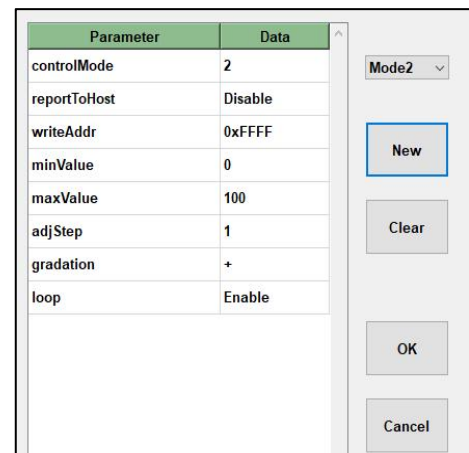 Parameter Data
controlMode 2
reportToHost Disable
writeAddr 0xFFFF
minValue 0
maxValue 100
adjStep 1
gradation +
loop Enable
Mode2
New
Clear
OK
Cancel